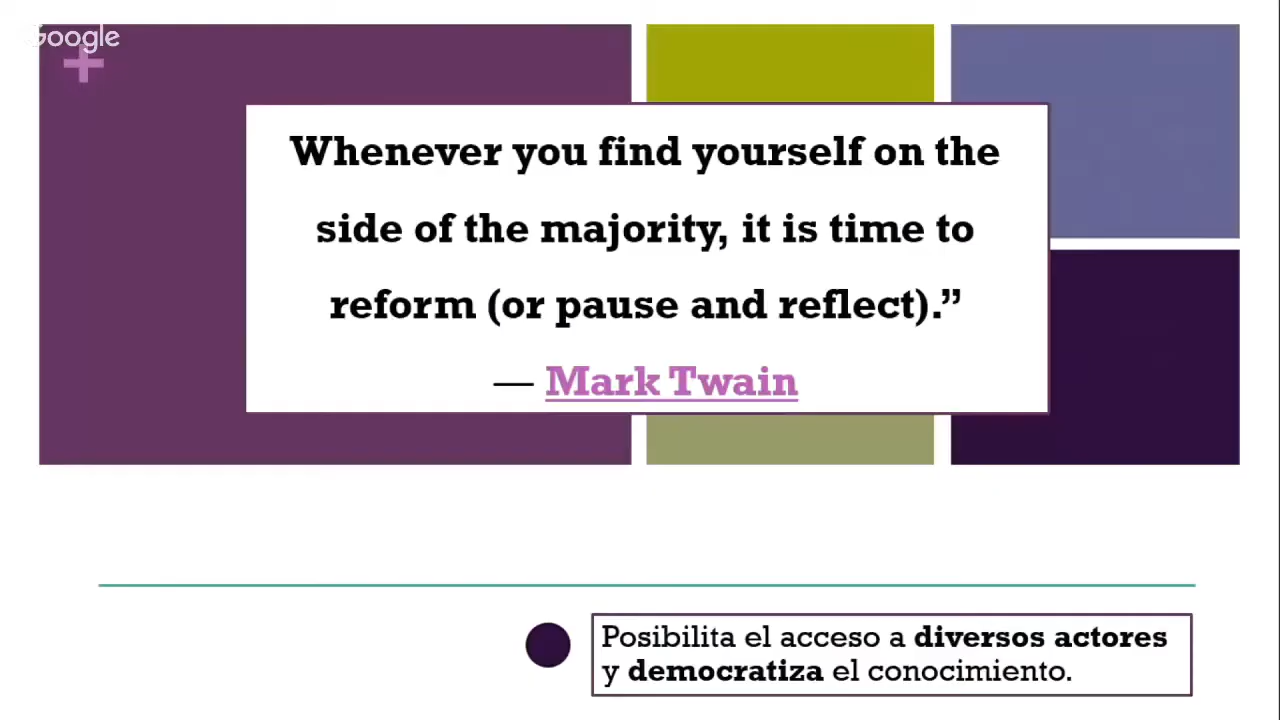 Google
+
Whenever you find yourself on the
side of the majority, it is time to
reform (or pause and reflect).”
— Mark Twain
Posibilita el acceso a diversos actores
y democratiza el conocimiento.